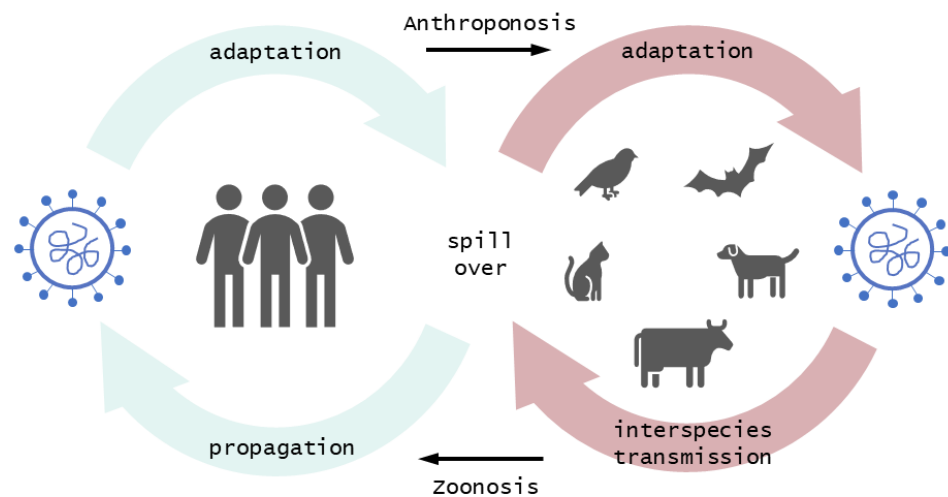 Anthroponosis
adaptation
adaptation
spill
over
propagation
interspecies
transmission
Zoonosis